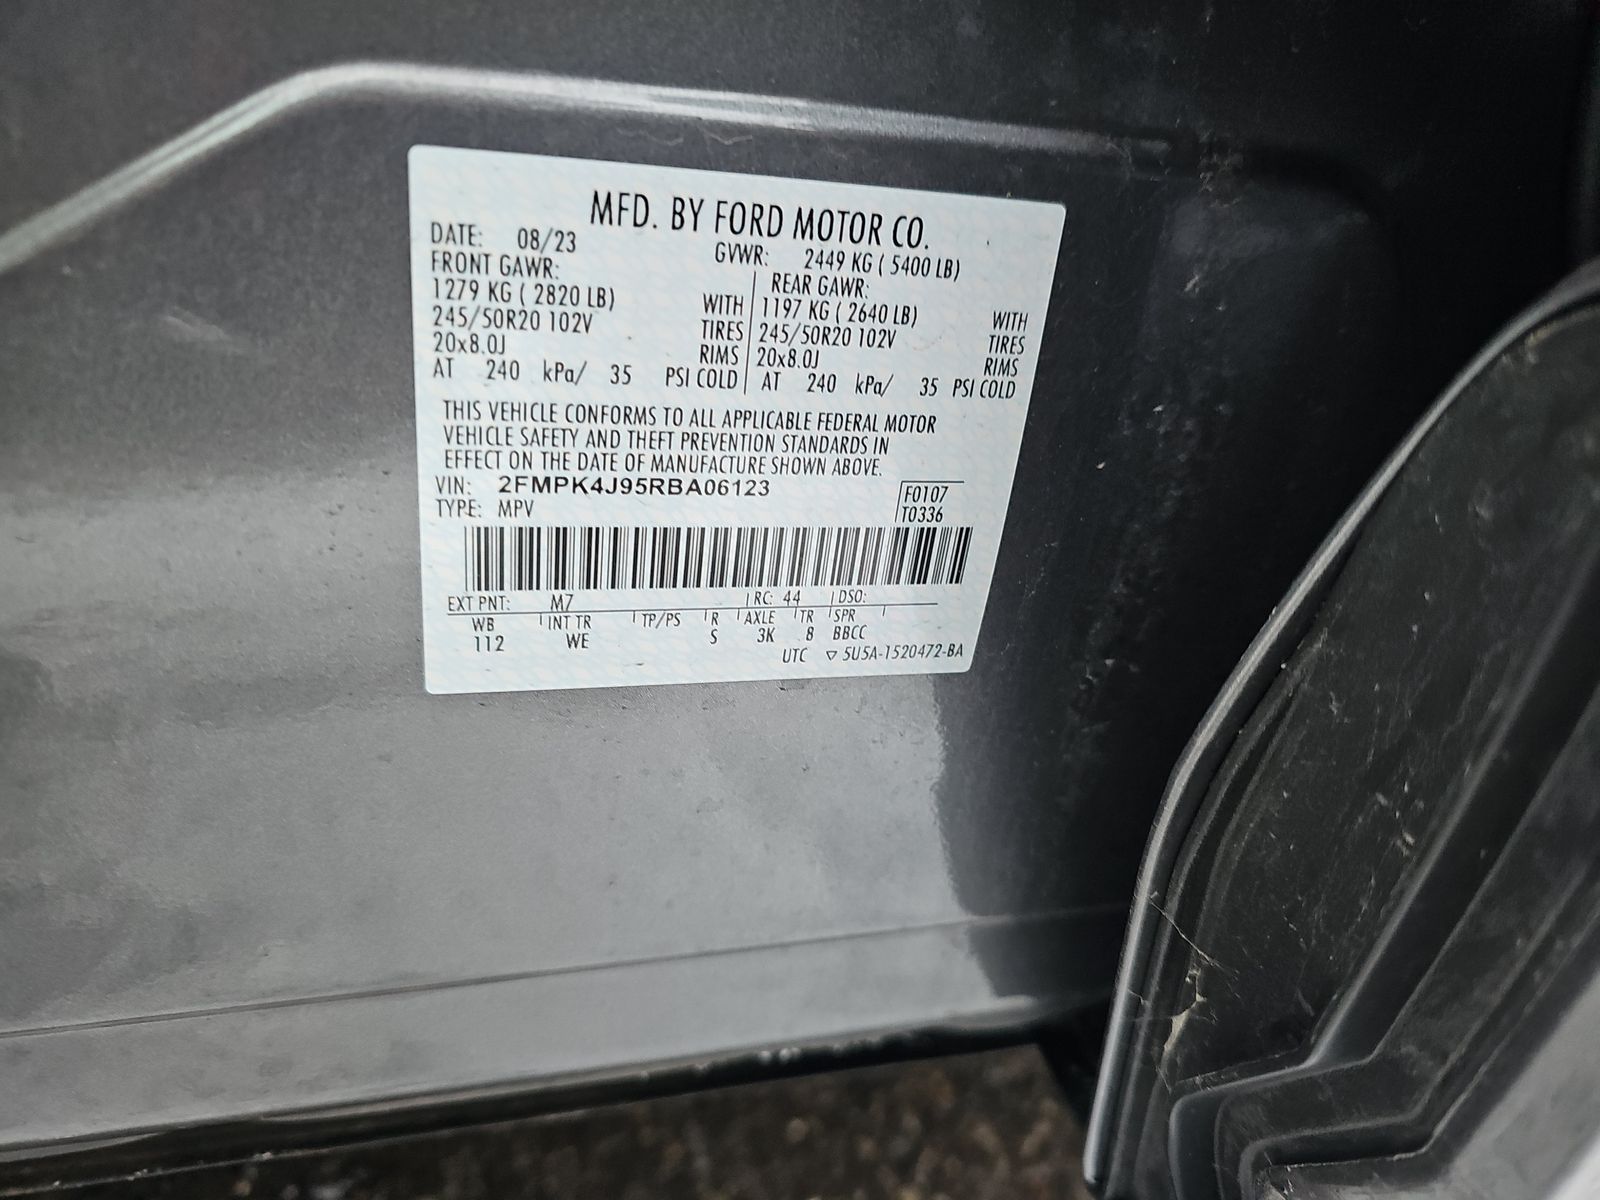 MFD. BY FORD MOTOR CO.
DATE: 08/23 GVWR: 2449 KG ( 5400 LB)
FRONT GAWR: REAR GAWR:
1279 KG ( 2820 LB) WITH 1197 KG ( 2640 LB) WITH
245/50R20 102V TIRES 245/50R20 102V TIRES
20x8.0J RIMS 20x8.0J RIMS
AT 240 kPa/ 35 PSI COLD AT 240 kPa/ 35 PSI COLD
THIS VEHICLE CONFORMS TO ALL APPLICABLE FEDERAL MOTOR
VEHICLE SAFETY AND THEFT PREVENTION STANDARDS IN
EFFECT ON THE DATE OF MANUFACTURE SHOWN ABOVE.
VIN: 2FMPK4J95RBA06123 F0107
TYPE: MPV T0336
EXT PNT: M7 RC: 44 DSO:
WB INT TR TP/PS R AXLE TR SPR
112 WE S 3K 8 BBCC
UTC ▽ 5U5A-1520472-BA